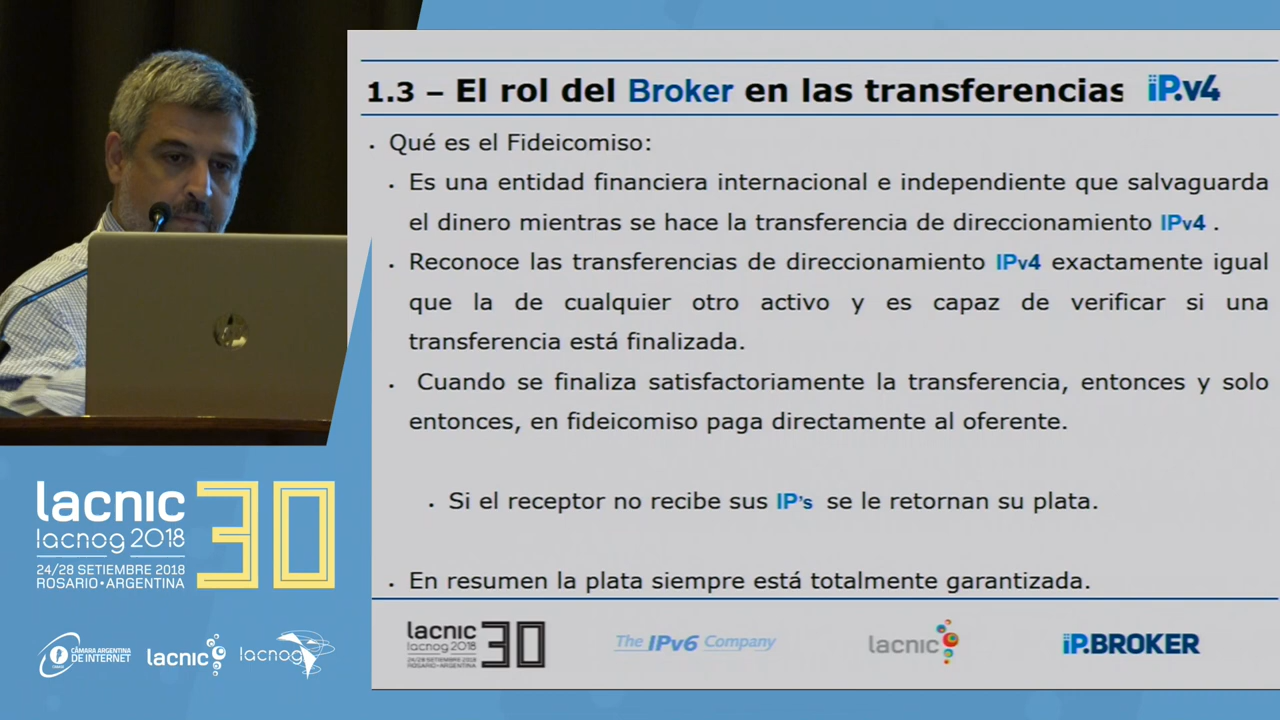 1.3 – El rol del Broker en las transferencias iP.v4
Qué es el Fideicomiso:
Es una entidad financiera internacional e independiente que salvaguarda
el dinero mientras se hace la transferencia de direccionamiento IPv4 .
Reconoce las transferencias de direccionamiento IPv4 exactamente igual
que la de cualquier otro activo y es capaz de verificar si una
transferencia está finalizada.
Cuando se finaliza satisfactoriamente la transferencia, entonces y solo
entonces, en fideicomiso paga directamente al oferente.
Si el receptor no recibe sus IP's se le retornan su plata.
En resumen la plata siempre está totalmente garantizada.
lacnic 30
lacnog 2018
24/28 SETIEMBRE 2018
ROSARIO•ARGENTINA
The IPv6 Company
lacnic
iP.BROKER
lacnic 30
lacnog 2018
24/28 SETIEMBRE 2018
ROSARIO•ARGENTINA
CÁMARA ARGENTINA
DE INTERNET
lacnic
lacnog